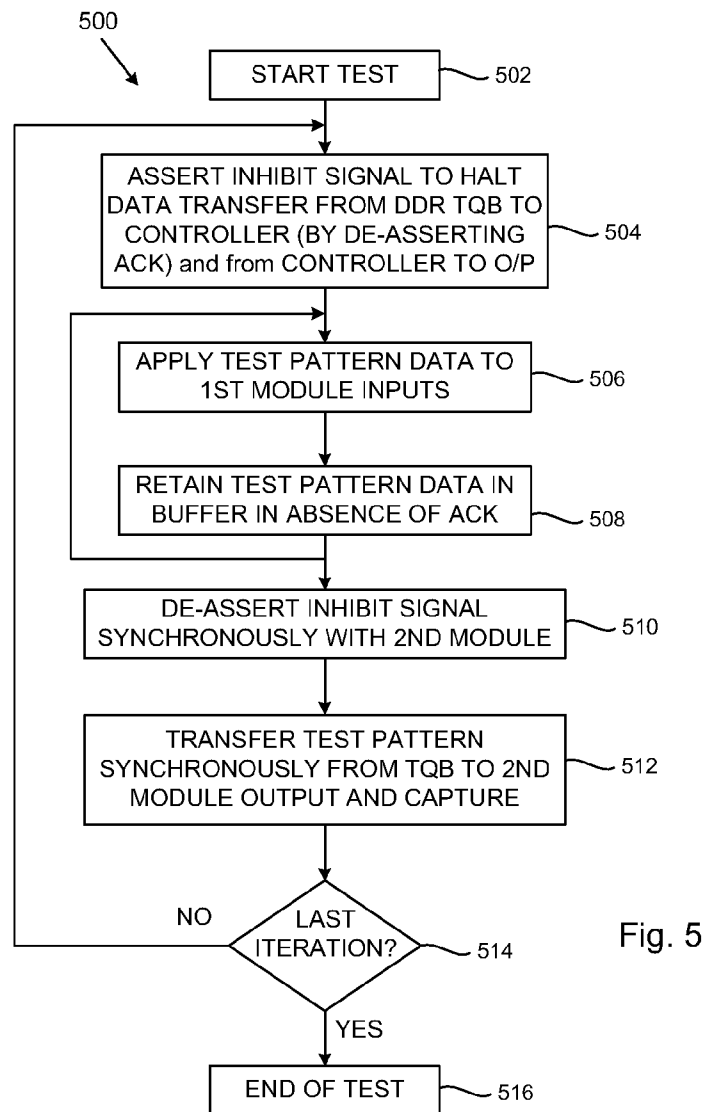 500
START TEST
502
ASSERT INHIBIT SIGNAL TO HALT
DATA TRANSFER FROM DDR TQB TO
CONTROLLER (BY DE-ASSERTING
ACK) and from CONTROLLER TO O/P
504
APPLY TEST PATTERN DATA TO
1ST MODULE INPUTS
506
RETAIN TEST PATTERN DATA IN
BUFFER IN ABSENCE OF ACK
508
DE-ASSERT INHIBIT SIGNAL
SYNCHRONOUSLY WITH 2ND MODULE
510
TRANSFER TEST PATTERN
SYNCHRONOUSLY FROM TQB TO 2ND
MODULE OUTPUT AND CAPTURE
512
NO
LAST
ITERATION?
514
Fig. 5
YES
END OF TEST
516